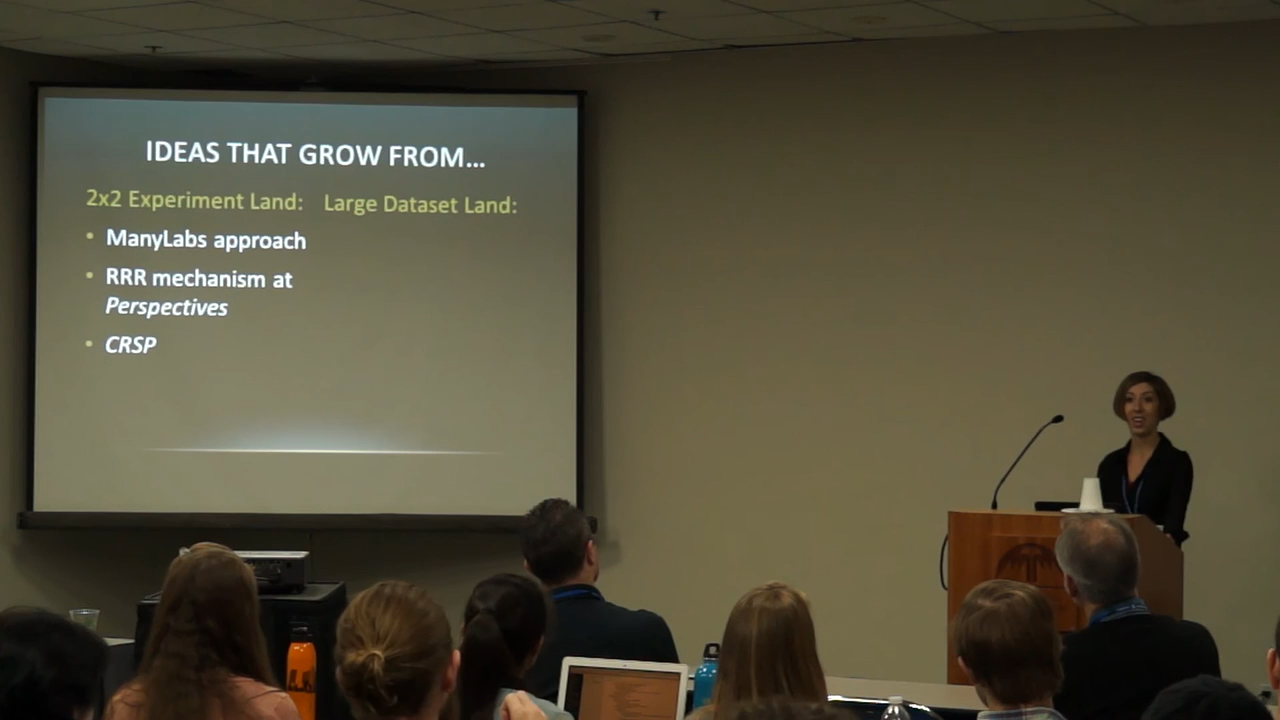 IDEAS THAT GROW FROM...
2x2 Experiment Land: Large Dataset Land:
• ManyLabs approach
• RRR mechanism at
Perspectives
• CRSP